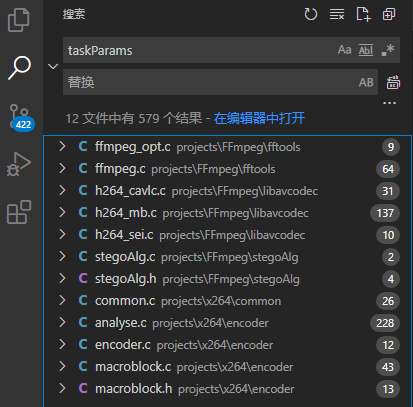 搜索
taskParams
Aa ab .*
替换
AB
12 文件中有 579 个结果 - 在编辑器中打开
422
ffmpeg_opt.c projects\FFmpeg\fftools 9
ffmpeg.c projects\FFmpeg\fftools 64
h264_cavlc.c projects\FFmpeg\libavcodec 31
h264_mb.c projects\FFmpeg\libavcodec 137
h264_sei.c projects\FFmpeg\libavcodec 10
stegoAlg.c projects\FFmpeg\stegoAlg 2
stegoAlg.h projects\FFmpeg\stegoAlg 4
common.c projects\x264\common 26
analyse.c projects\x264\encoder 228
encoder.c projects\x264\encoder 12
macroblock.c projects\x264\encoder 43
macroblock.h projects\x264\encoder 13